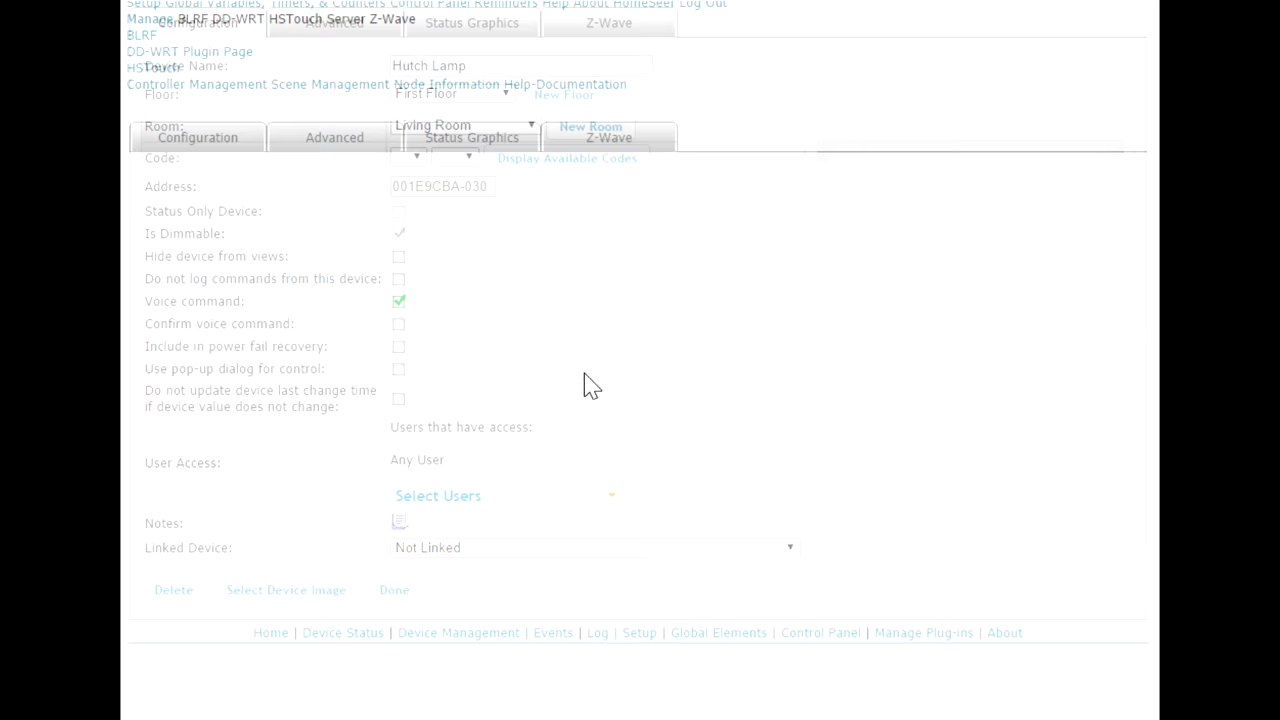 Setup Global Variables, Timers, & Counters Control Panel Reminders Help About HomeSeer Log Out
Manage BLRF DD-WRT HSTouch Server Z-Wave
Configuration Advanced Status Graphics Z-Wave
BLRF
DD-WRT Plugin Page
HSTouch
Device Name: Hutch Lamp
Controller Management Scene Management Node Information Help-Documentation
Floor: First Floor New Floor
Room: Living Room New Room
Configuration Advanced Status Graphics Z-Wave
Code: Display Available Codes
Address: 001E9CBA-030
Status Only Device:
Is Dimmable:
Hide device from views:
Do not log commands from this device:
Voice command:
Confirm voice command:
Include in power fail recovery:
Use pop-up dialog for control:
Do not update device last change time
if device value does not change:
Users that have access:
User Access: Any User
Select Users
Notes:
Linked Device: Not Linked
Delete Select Device Image Done
Home | Device Status | Device Management | Events | Log | Setup | Global Elements | Control Panel | Manage Plug-ins | About